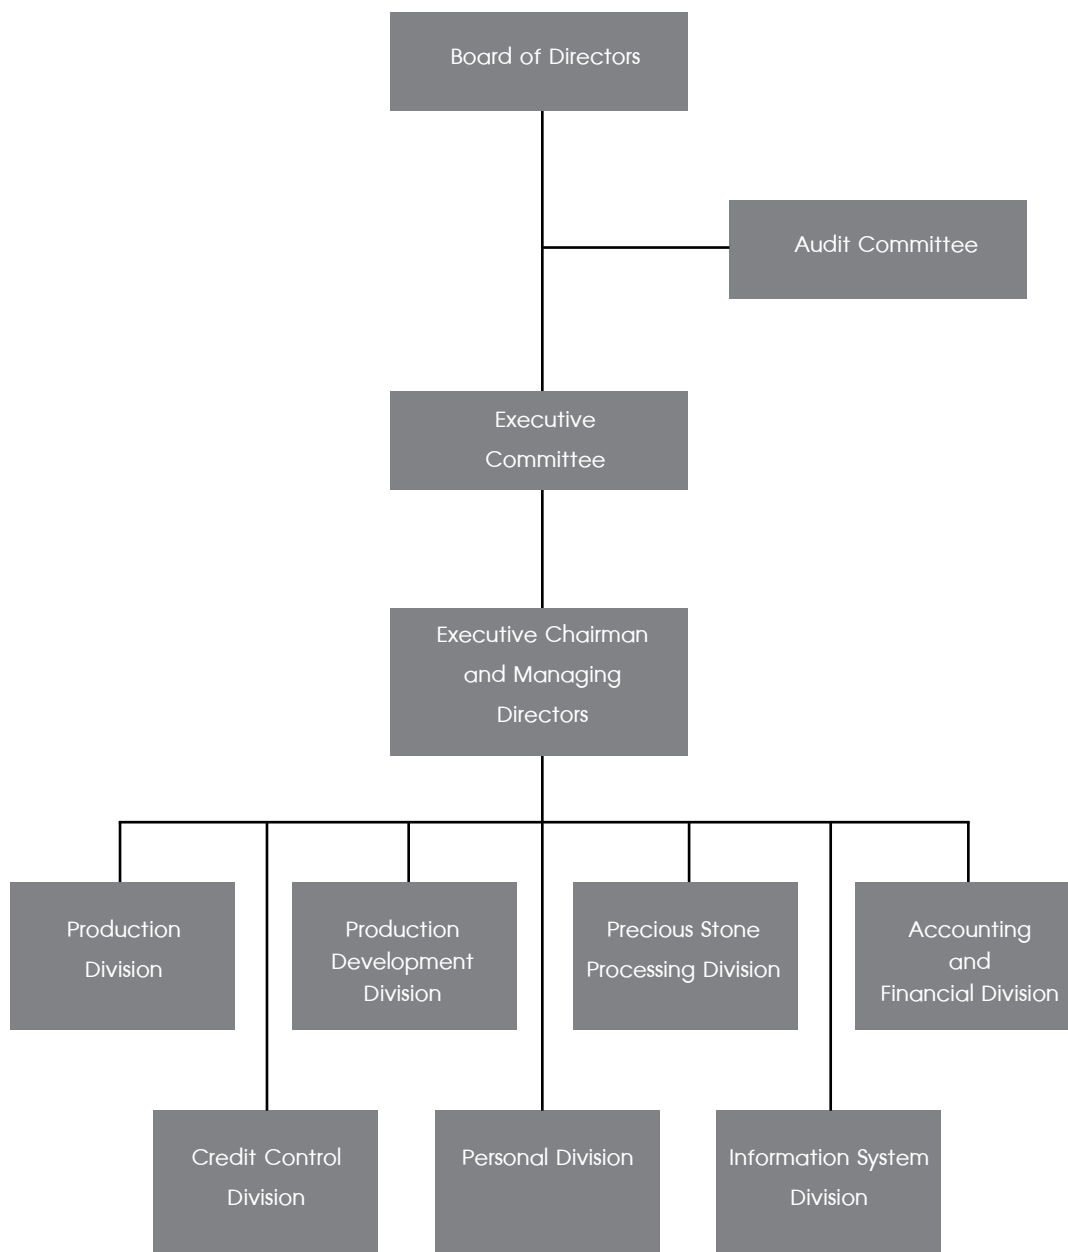 Board of Directors
Audit Committee
Executive
Committee
Executive Chairman
and Managing
Directors
Production
Division
Production
Development
Division
Precious Stone
Processing Division
Accounting
and
Financial Division
Credit Control
Division
Personal Division
Information System
Division